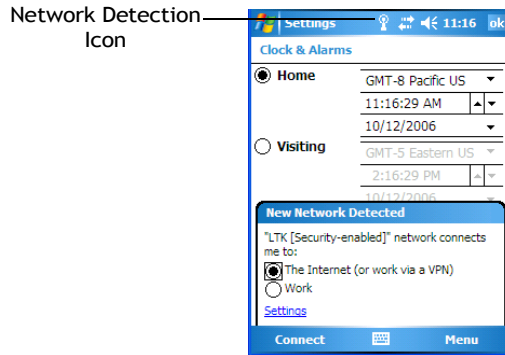 Network Detection
Icon
Settings 11:16 ok
Clock & Alarms
Home GMT-8 Pacific US
11:16:29 AM
10/12/2006
Visiting GMT-5 Eastern US
2:16:29 PM
10/12/2006
New Network Detected
"LTK [Security-enabled]" network connects
me to:
The Internet (or work via a VPN)
Work
Settings
Connect Menu